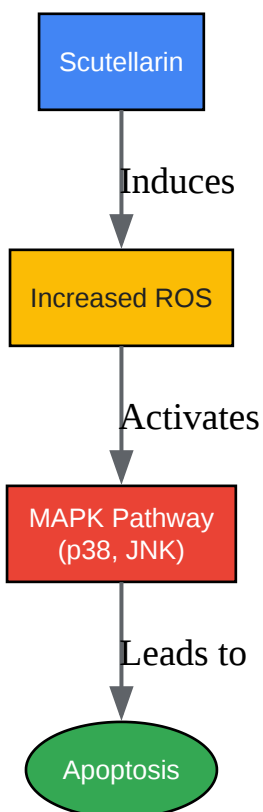 Scutellarin
Induces
Increased ROS
Activates
MAPK Pathway
(p38, JNK)
Leads to
Apoptosis